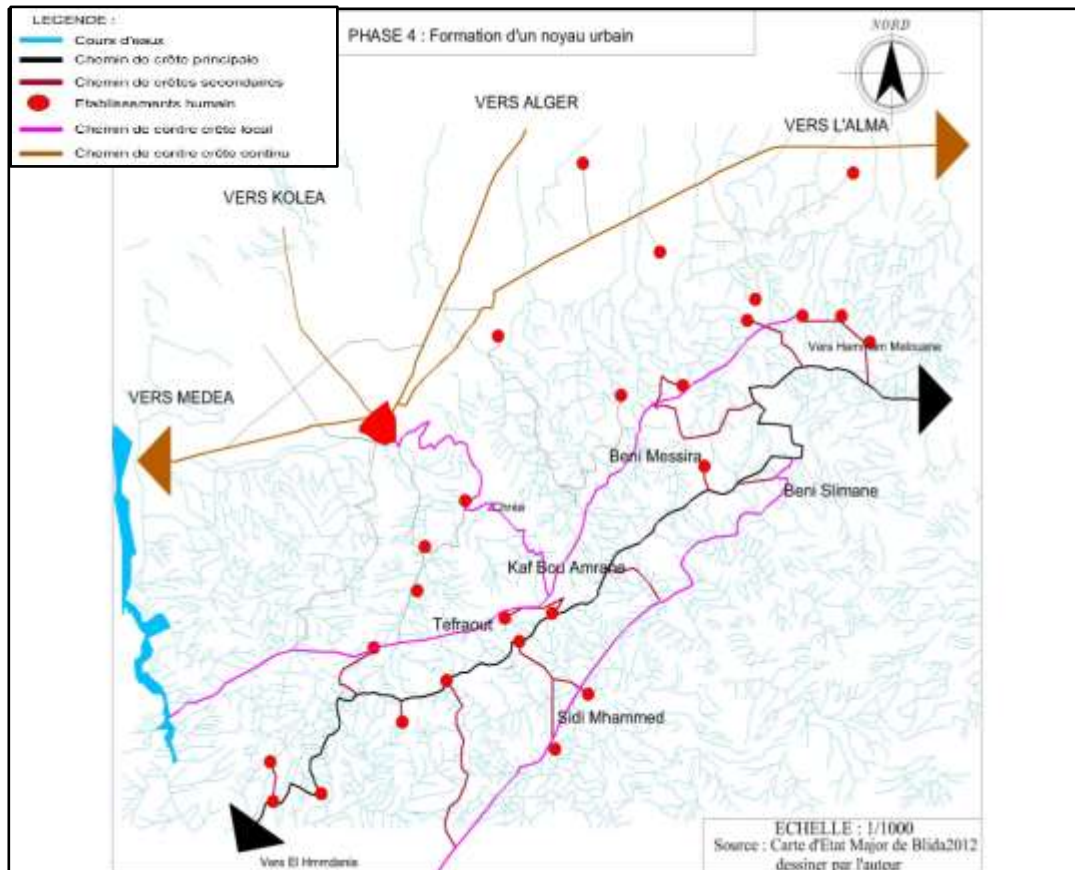 LEGENDE :
Cours d'eaux
Chemin de crête principale
Chemin de crêtes secondaires
Etablissements humain
Chemin de contre crête local
Chemin de contre crête continu
PHASE 4 : Formation d'un noyau urbain
NORD
VERS ALGER
VERS L'ALMA
VERS KOLEA
VERS MEDEA
Vers Hammam Melouane
Beni Messira
Beni Slimane
Chréa
Kaf Bou Amrane
Tefraout
Sidi Mhammed
Vers El Hmmdania
ECHELLE : 1/1000
Source : Carte d'Etat Major de Blida2012
dessiner par l'auteur